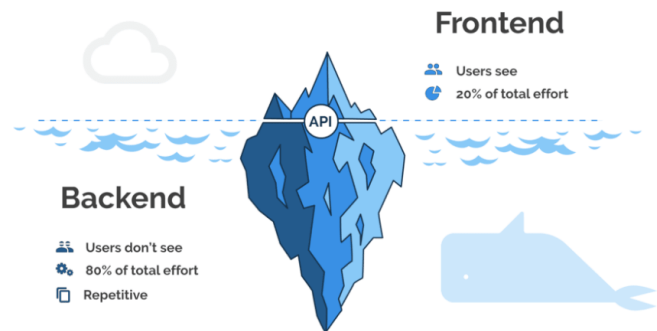 Frontend
Users see
20% of total effort
API
Backend
Users don't see
80% of total effort
Repetitive